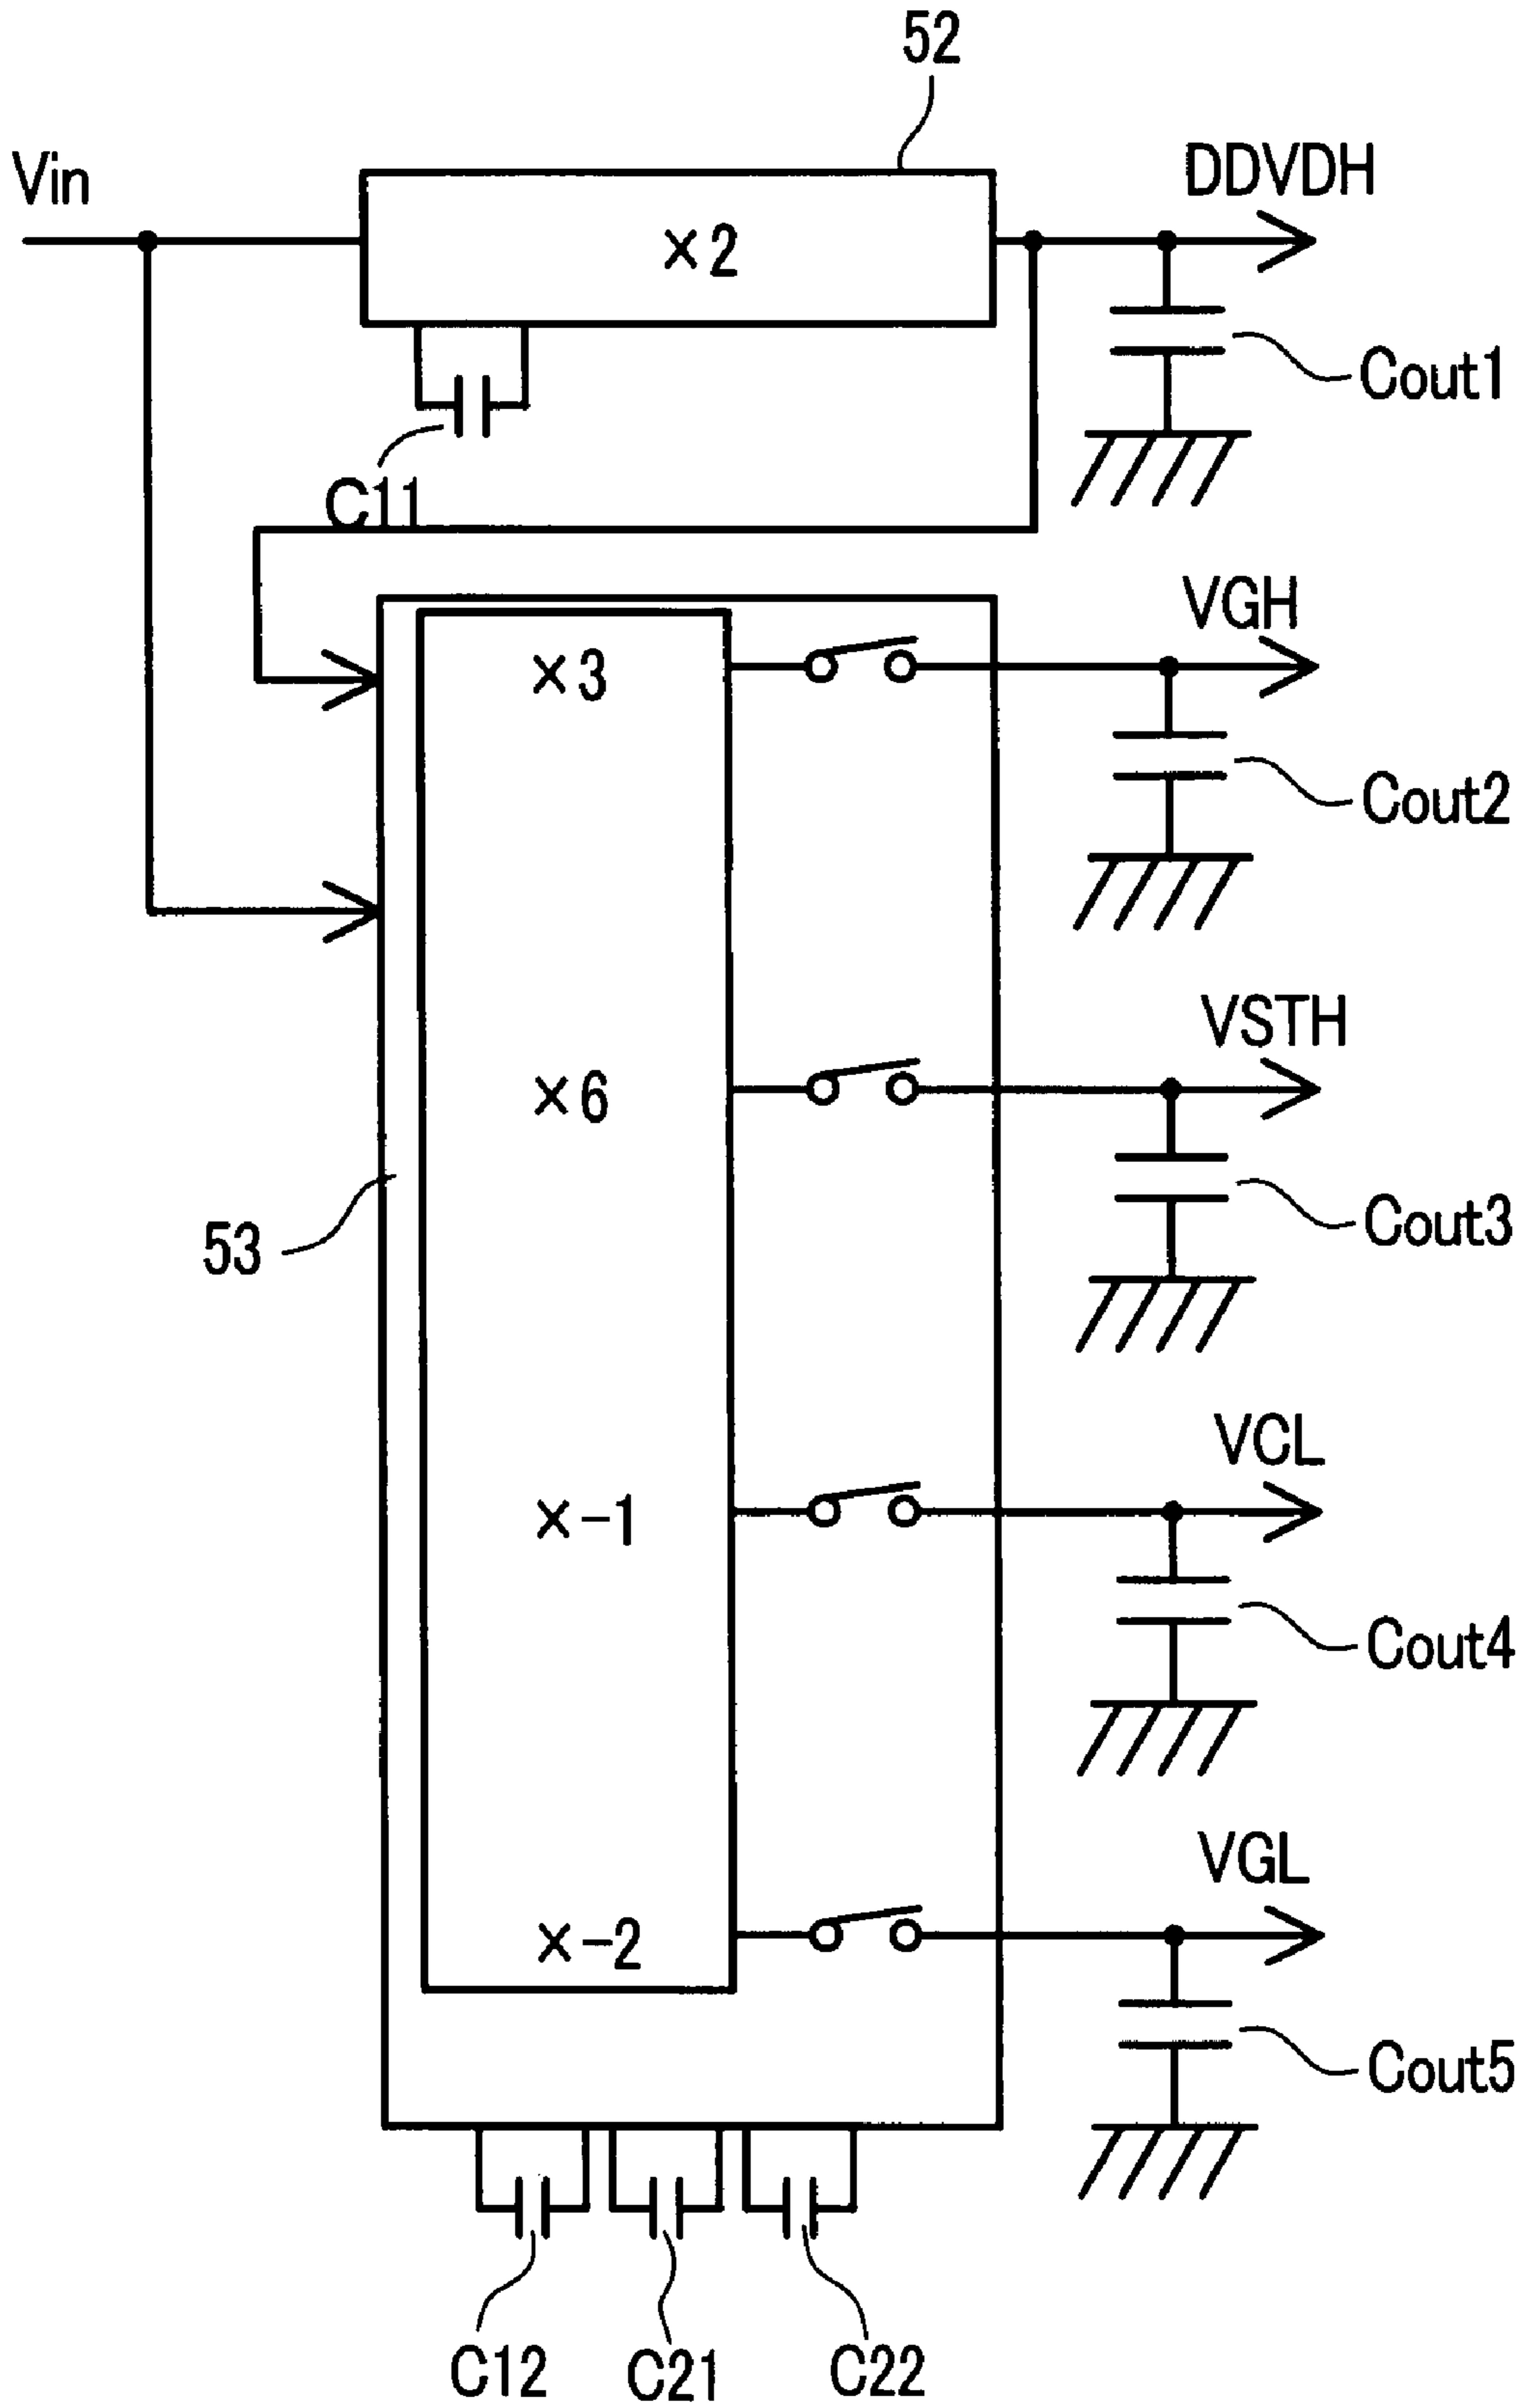 52
Vin
DDVDH
×2
Cout1
C11
VGH
×3
Cout2
VSTH
×6
Cout3
53
VCL
×-1
Cout4
VGL
×-2
Cout5
C12
C21
C22